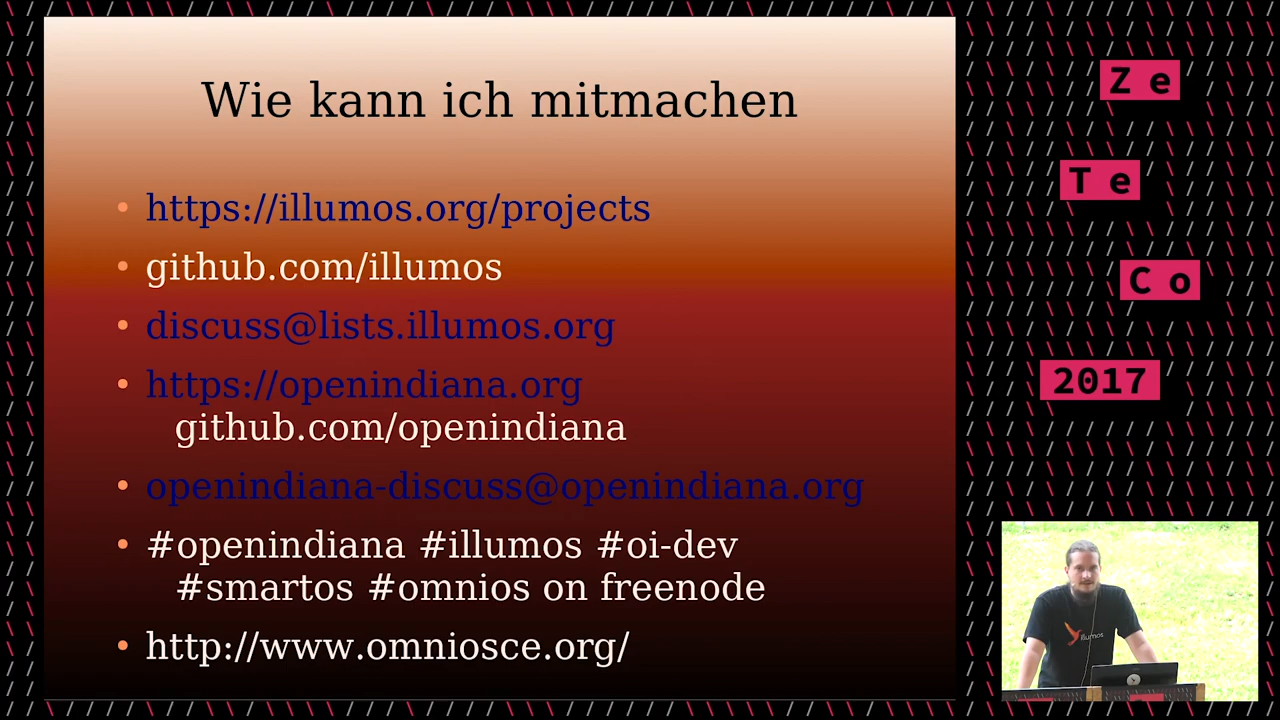 Wie kann ich mitmachen
https://illumos.org/projects
github.com/illumos
discuss@lists.illumos.org
https://openindiana.org
github.com/openindiana
openindiana-discuss@openindiana.org
#openindiana #illumos #oi-dev
#smartos #omnios on freenode
http://www.omniosce.org/
Ze
Te
Co
2017
illumos